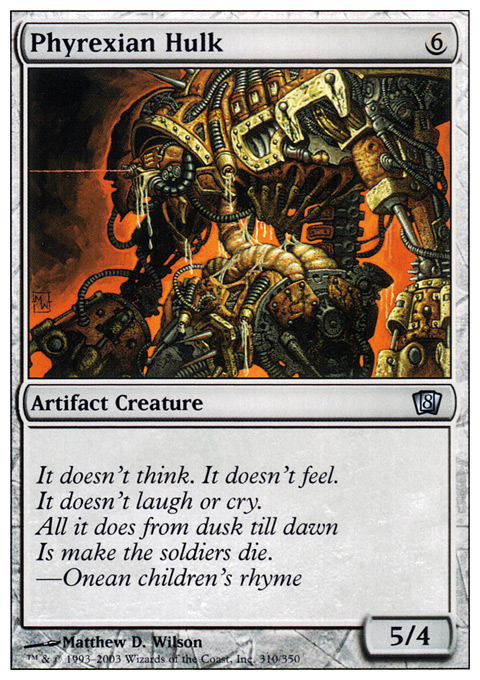 Phyrexian Hulk 6
MW
Artifact Creature 8
It doesn't think. It doesn't feel.
It doesn't laugh or cry.
All it does from dusk till dawn
Is make the soldiers die.
—Onean children's rhyme
5/4
Matthew D. Wilson
™ & © 1993–2003 Wizards of the Coast, Inc. 310/350